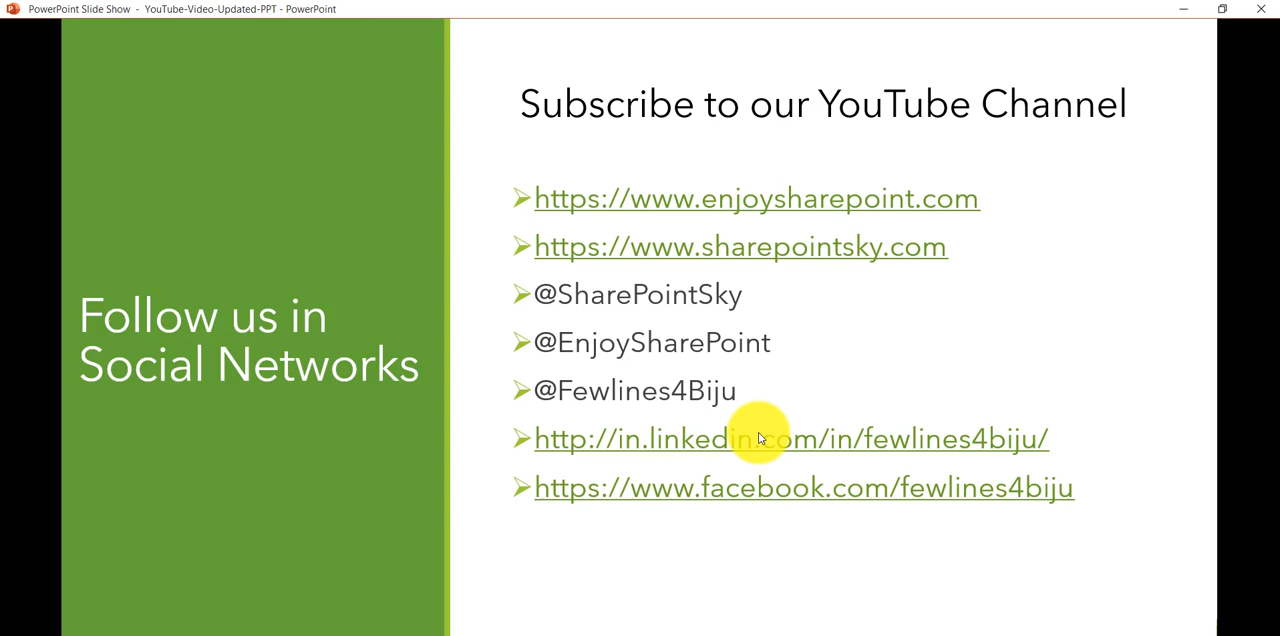 PowerPoint Slide Show - YouTube-Video-Updated-PPT - PowerPoint
Follow us in
Social Networks
Subscribe to our YouTube Channel
https://www.enjoysharepoint.com
https://www.sharepointsky.com
@SharePointSky
@EnjoySharePoint
@Fewlines4Biju
http://in.linkedin.com/in/fewlines4biju/
https://www.facebook.com/fewlines4biju